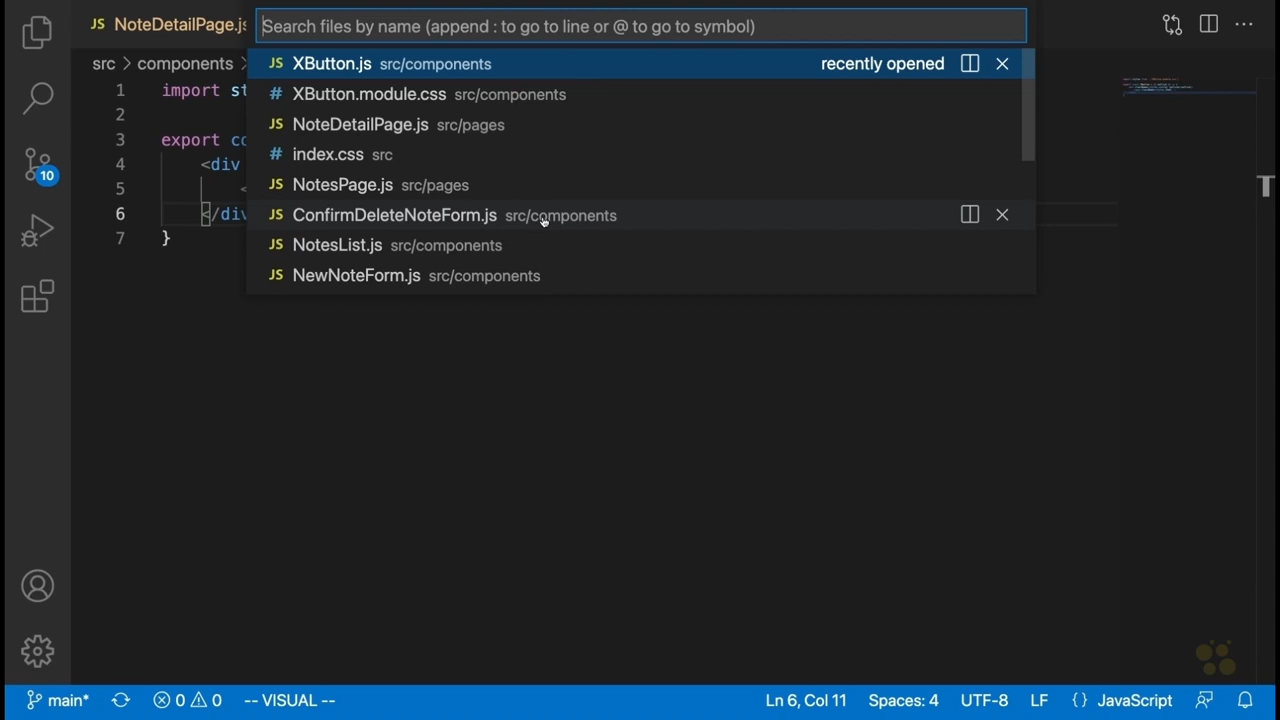 JS NoteDetailPage.js
Search files by name (append : to go to line or @ to go to symbol)
src > components >
JS XButton.js src/components recently opened
# XButton.module.css src/components
JS NoteDetailPage.js src/pages
# index.css src
JS NotesPage.js src/pages
JS ConfirmDeleteNoteForm.js src/components
JS NotesList.js src/components
JS NewNoteForm.js src/components
1 import st
2
3 export co
4 <div
5 <
6 </div
7 }
10
main* 0 0 -- VISUAL -- Ln 6, Col 11 Spaces: 4 UTF-8 LF {} JavaScript